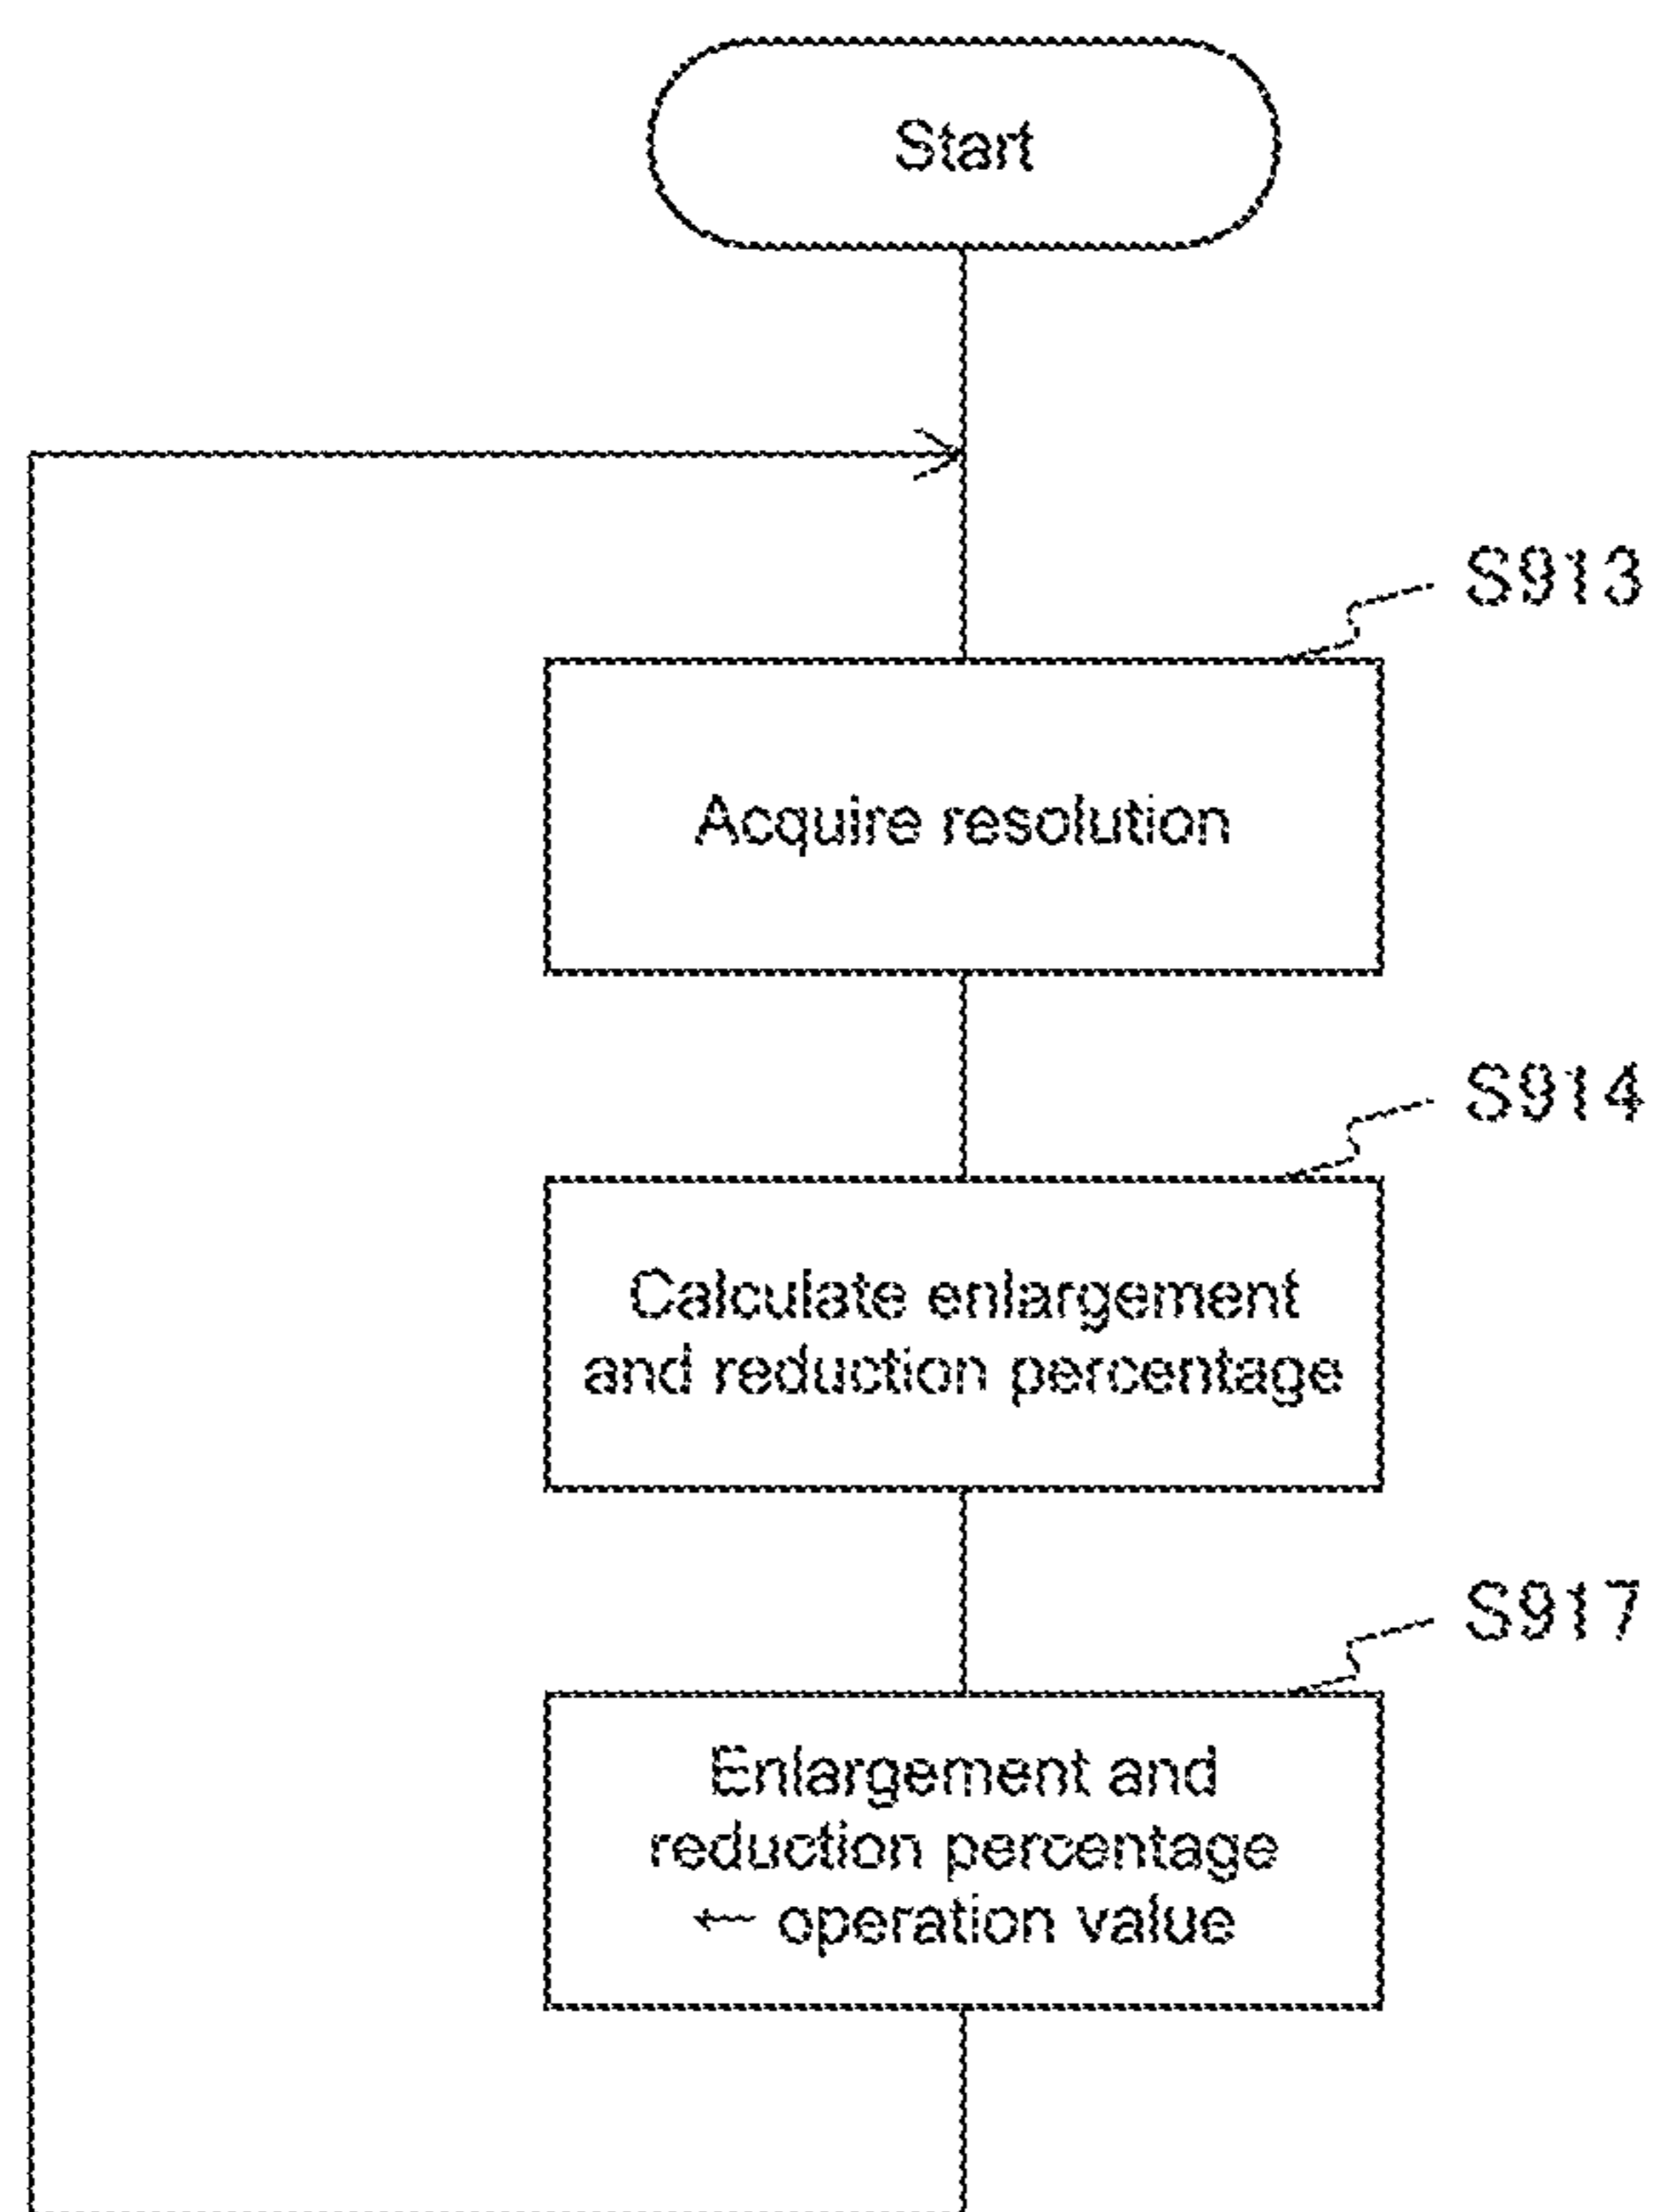 Start
S913
Acquire resolution
S914
Calculate enlargement
and reduction percentage
S917
Enlargement and
reduction percentage
← operation value